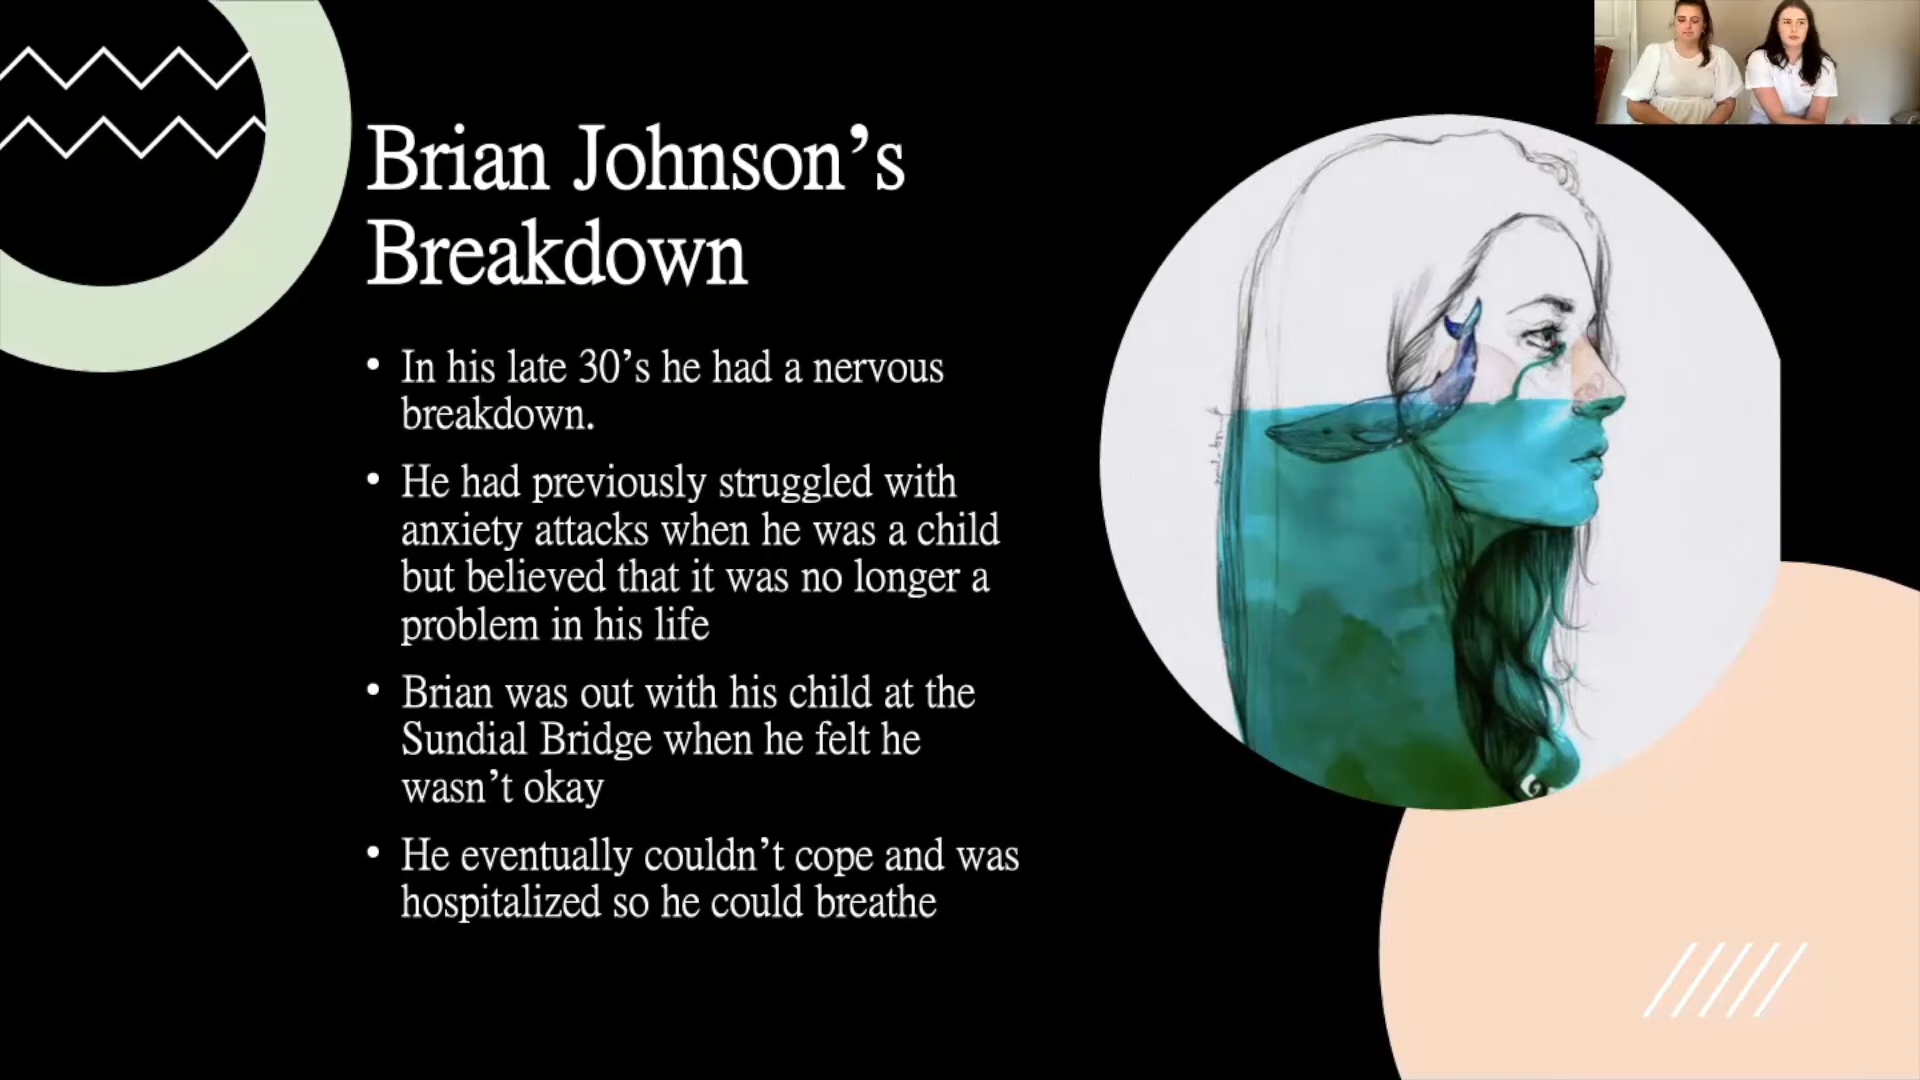 Brian Johnson’s
Breakdown
• In his late 30’s he had a nervous
breakdown.
• He had previously struggled with
anxiety attacks when he was a child
but believed that it was no longer a
problem in his life
• Brian was out with his child at the
Sundial Bridge when he felt he
wasn’t okay
• He eventually couldn’t cope and was
hospitalized so he could breathe